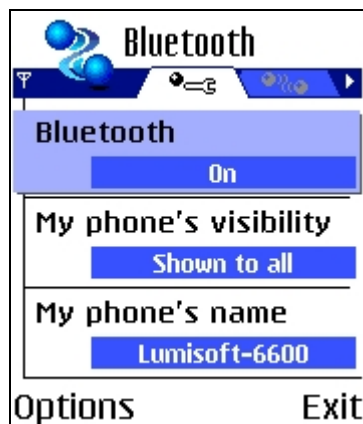 Bluetooth
Bluetooth
On
My phone's visibility
Shown to all
My phone's name
Lumisoft-6600
Options Exit